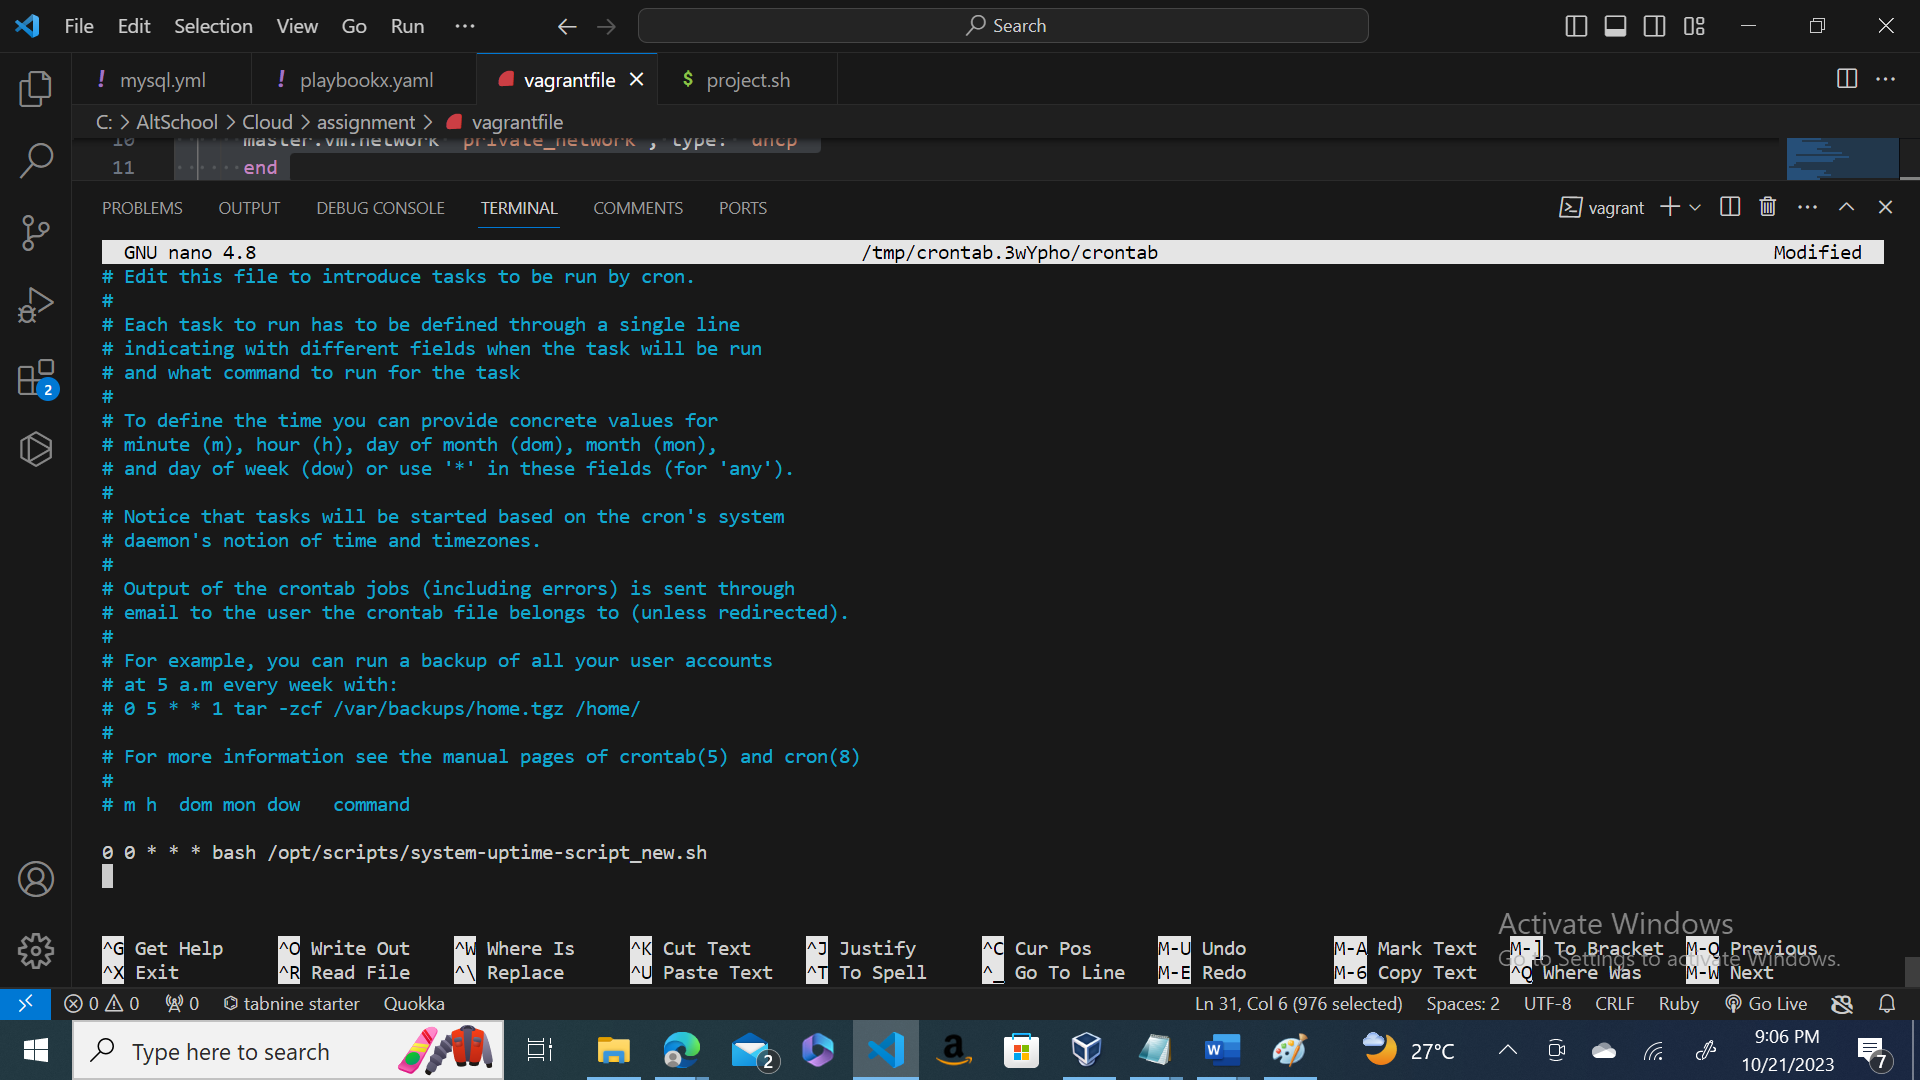 File Edit Selection View Go Run ··· Search
mysql.yml playbookx.yaml vagrantfile project.sh
C: > AltSchool > Cloud > assignment > vagrantfile
10 master.vm.network "private_network", type: "dhcp"
11 end
PROBLEMS OUTPUT DEBUG CONSOLE TERMINAL COMMENTS PORTS vagrant
GNU nano 4.8 /tmp/crontab.3wYpho/crontab Modified
# Edit this file to introduce tasks to be run by cron.
#
# Each task to run has to be defined through a single line
# indicating with different fields when the task will be run
# and what command to run for the task
#
# To define the time you can provide concrete values for
# minute (m), hour (h), day of month (dom), month (mon),
# and day of week (dow) or use '*' in these fields (for 'any').
#
# Notice that tasks will be started based on the cron's system
# daemon's notion of time and timezones.
#
# Output of the crontab jobs (including errors) is sent through
# email to the user the crontab file belongs to (unless redirected).
#
# For example, you can run a backup of all your user accounts
# at 5 a.m every week with:
# 0 5 * * 1 tar -zcf /var/backups/home.tgz /home/
#
# For more information see the manual pages of crontab(5) and cron(8)
#
# m h  dom mon dow   command
0 0 * * * bash /opt/scripts/system-uptime-script_new.sh
Activate Windows
Go to Settings to activate Windows.
^G Get Help ^O Write Out ^W Where Is ^K Cut Text ^J Justify ^C Cur Pos M-U Undo M-A Mark Text M-] To Bracket M-Q Previous
^X Exit ^R Read File ^\ Replace ^U Paste Text ^T To Spell ^_ Go To Line M-E Redo M-6 Copy Text ^Q Where Was M-W Next
0 0 0 tabnine starter Quokka Ln 31, Col 6 (976 selected) Spaces: 2 UTF-8 CRLF Ruby Go Live
2
Type here to search 2 27°C 9:06 PM
10/21/2023 7